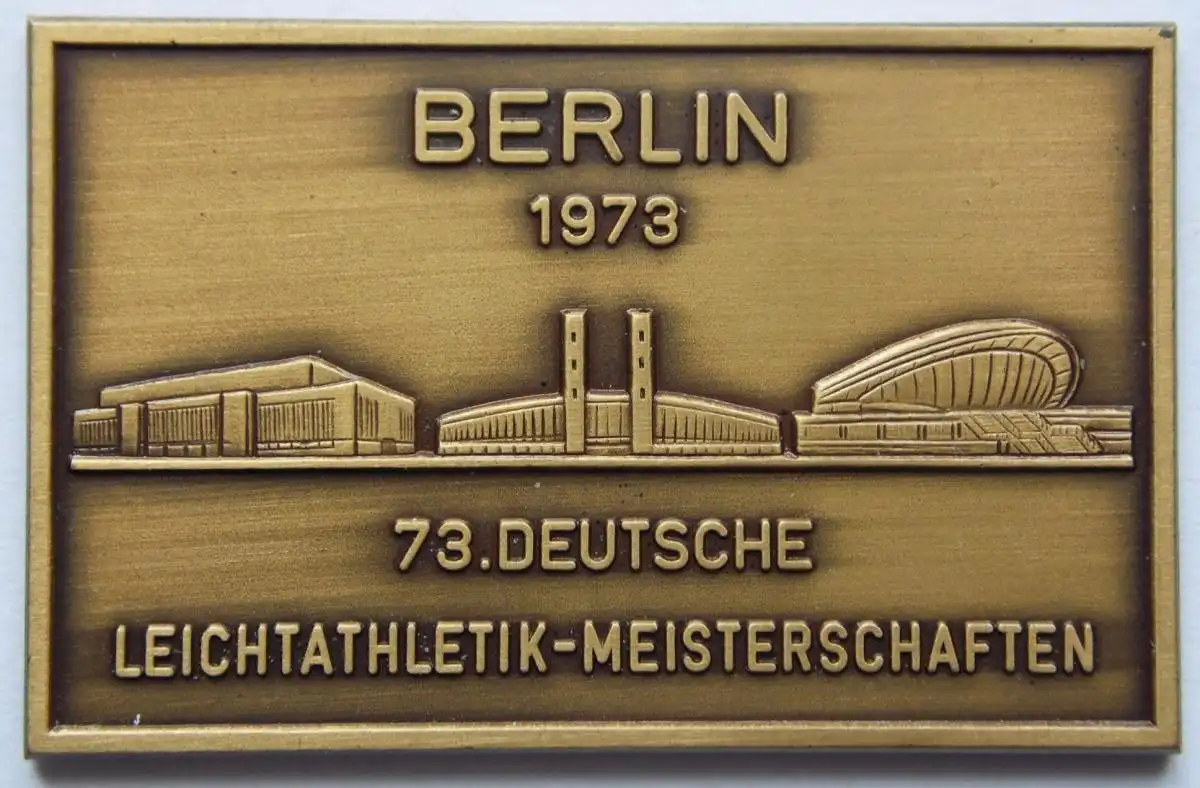 BERLIN
1973
73.DEUTSCHE
LEICHTATHLETIK-MEISTERSCHAFTEN